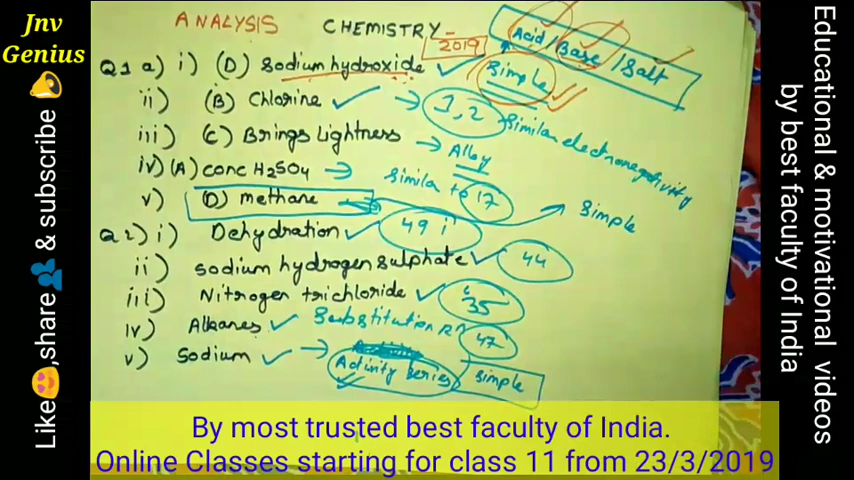 Jnv
Genius
ANALYSIS CHEMISTRY
2019
Acid/Base/Salt
Q1 a) i) (D) Sodium hydroxide
Simple
ii) (B) Chlorine → 1,2
Similar electronegativity
iii) (C) Brings Lightness → Alloy
iv) (A) conc H2SO4 → Simila to 17
v) (D) methane Simple
Q2) i) Dehydration 49 i
ii) Sodium hydrogen sulphate 44
iii) Nitrogen trichloride 35
iv) Alkanes Substitution Rn 47
v) Sodium → Activity Series Simple
Like,share & subscribe
Educational & motivational videos
by best faculty of India
By most trusted best faculty of India.
Online Classes starting for class 11 from 23/3/2019